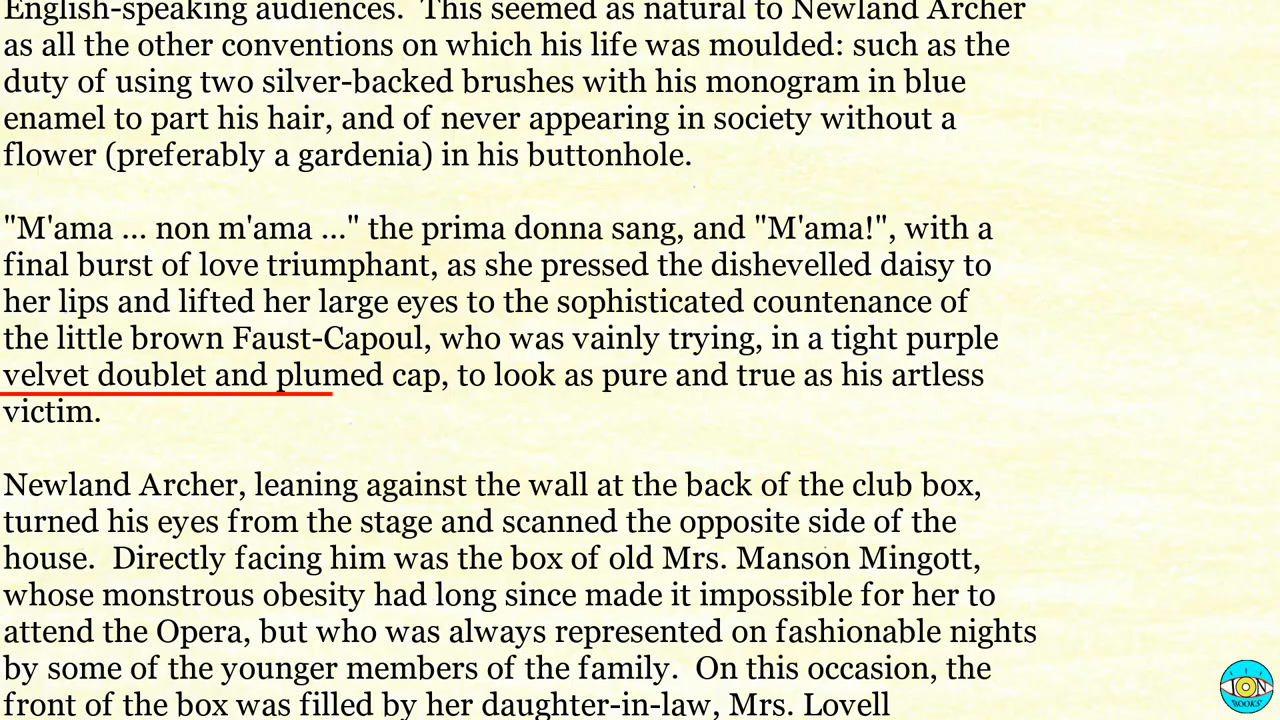 English-speaking audiences.  This seemed as natural to Newland Archer
as all the other conventions on which his life was moulded: such as the
duty of using two silver-backed brushes with his monogram in blue
enamel to part his hair, and of never appearing in society without a
flower (preferably a gardenia) in his buttonhole.

"M'ama ... non m'ama ..." the prima donna sang, and "M'ama!", with a
final burst of love triumphant, as she pressed the dishevelled daisy to
her lips and lifted her large eyes to the sophisticated countenance of
the little brown Faust-Capoul, who was vainly trying, in a tight purple
velvet doublet and plumed cap, to look as pure and true as his artless
victim.

Newland Archer, leaning against the wall at the back of the club box,
turned his eyes from the stage and scanned the opposite side of the
house.  Directly facing him was the box of old Mrs. Manson Mingott,
whose monstrous obesity had long since made it impossible for her to
attend the Opera, but who was always represented on fashionable nights
by some of the younger members of the family.  On this occasion, the
front of the box was filled by her daughter-in-law, Mrs. Lovell
ION
BOOKS